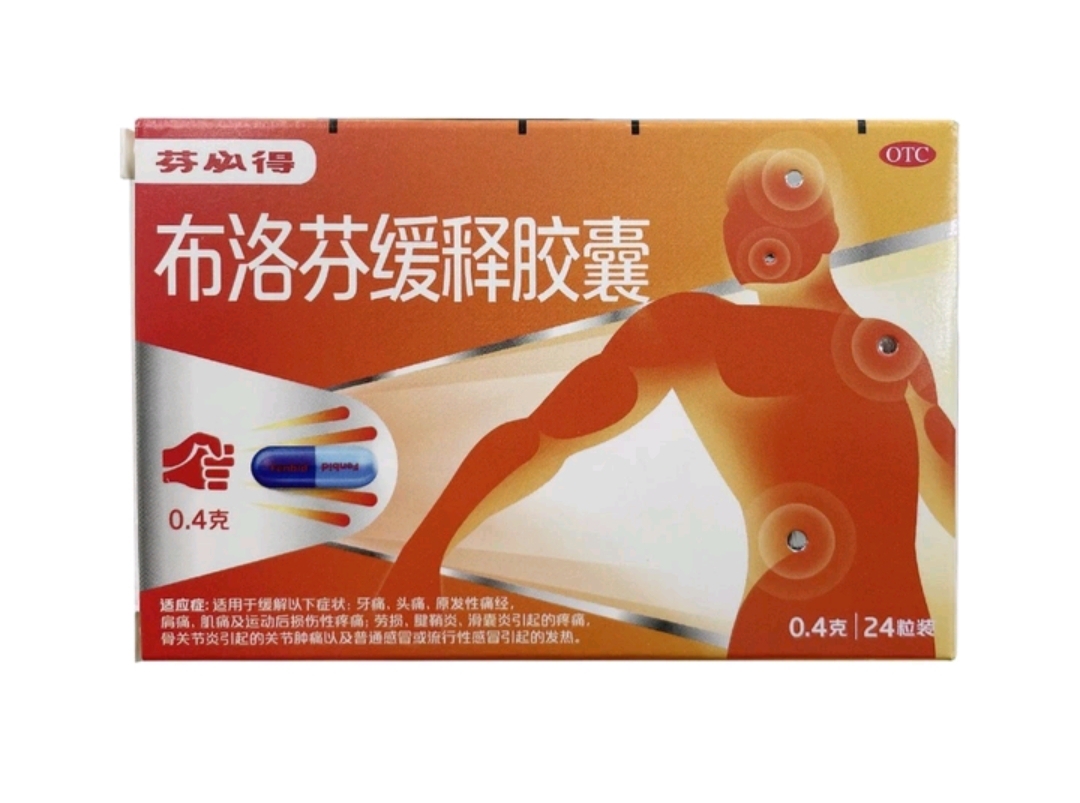 芬必得
OTC
布洛芬缓释胶囊
Fenbid
0.4克
适应症: 适用于缓解以下症状: 牙痛、头痛、原发性痛经,
肩痛、肌痛及运动后损伤性疼痛; 劳损、腱鞘炎、滑囊炎引起的疼痛,
骨关节炎引起的关节肿痛以及普通感冒或流行性感冒引起的发热。
0.4克 | 24粒装